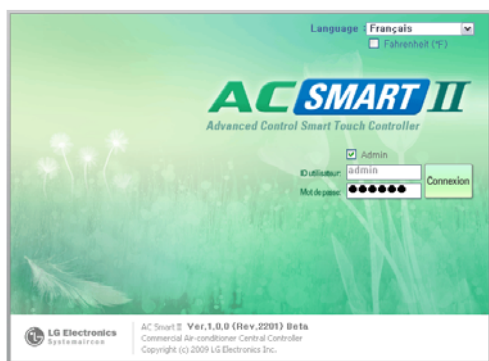 Language : Français
Fahrenheit (°F)
AC SMART II
Advanced Control Smart Touch Controller
Admin
ID utilisateur: admin
Mot de passe: ●●●●●●
Connexion
LG Electronics
Systemaircon
AC Smart II Ver.1.0.0 (Rev.2201) Beta
Commercial Air-conditioner Central Controller
Copyright (c) 2009 LG Electronics Inc.